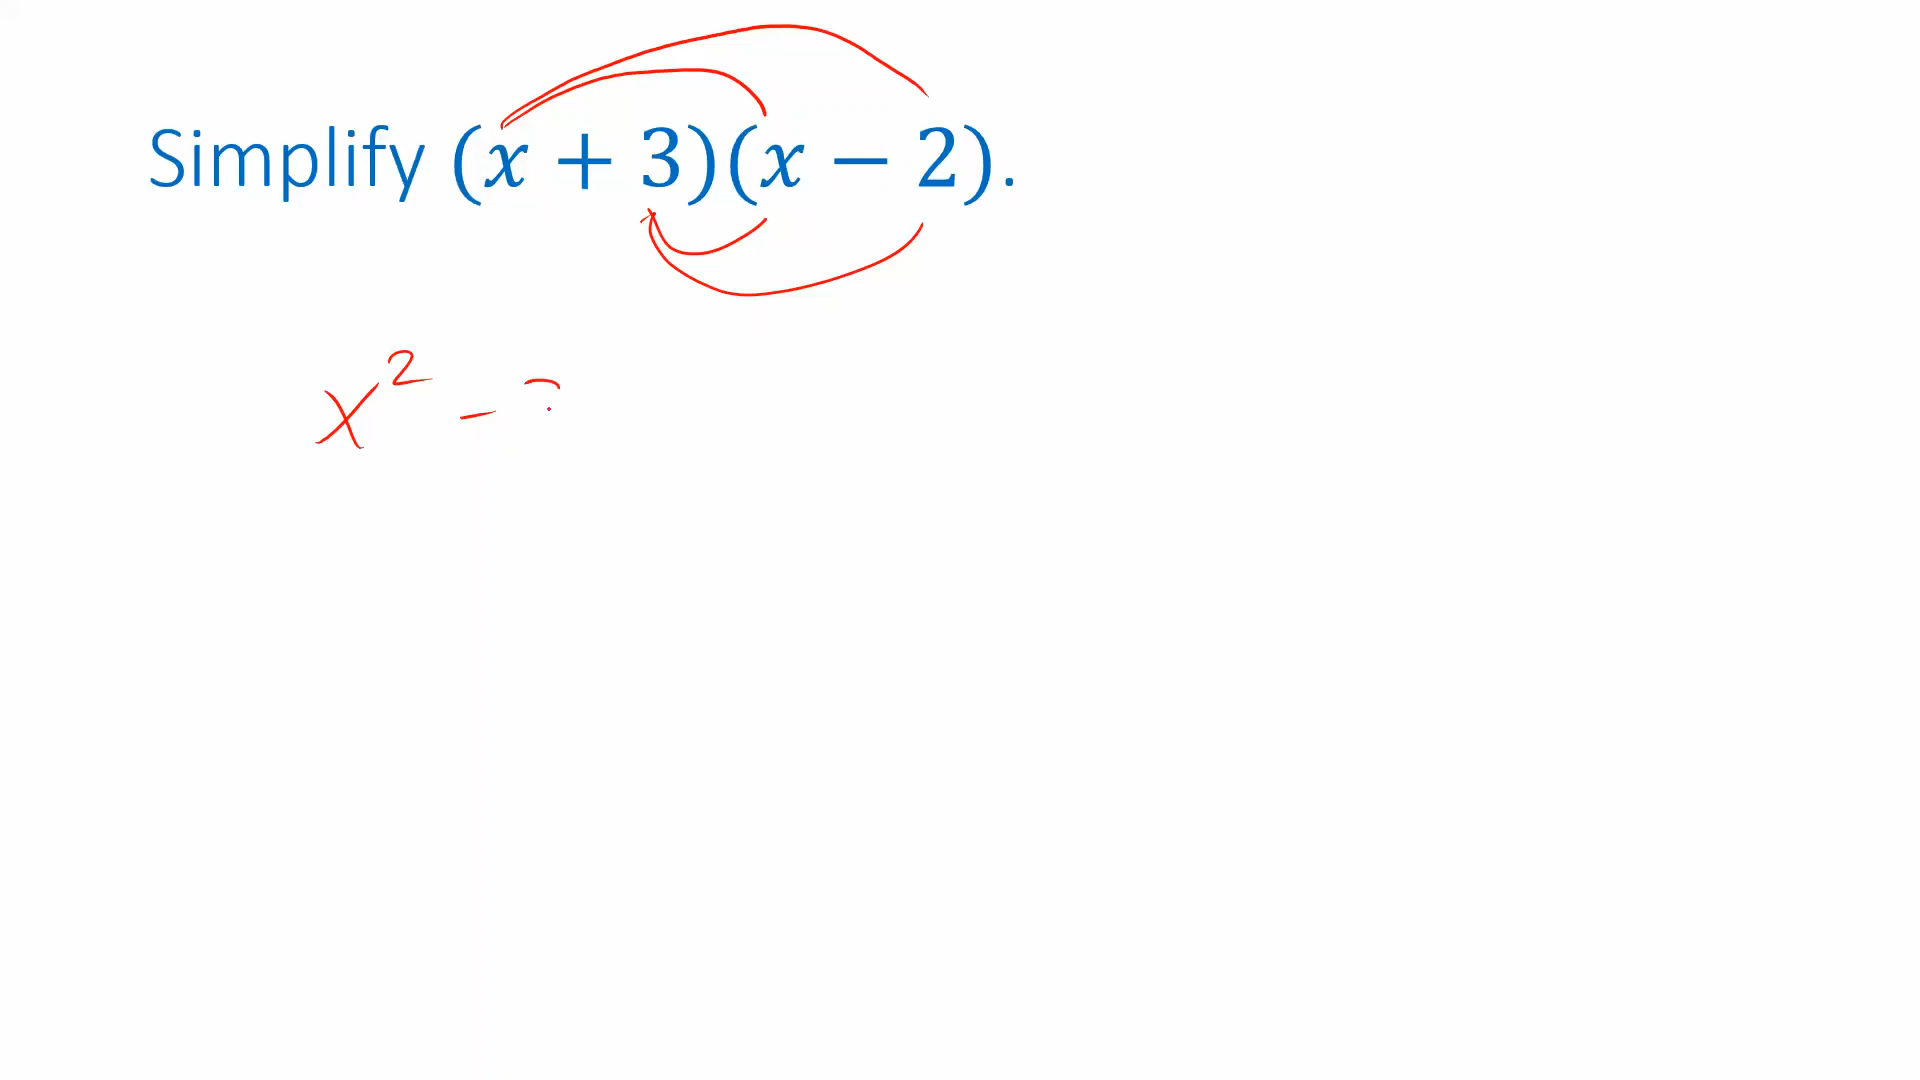 Simplify (x + 3)(x − 2).
x² −